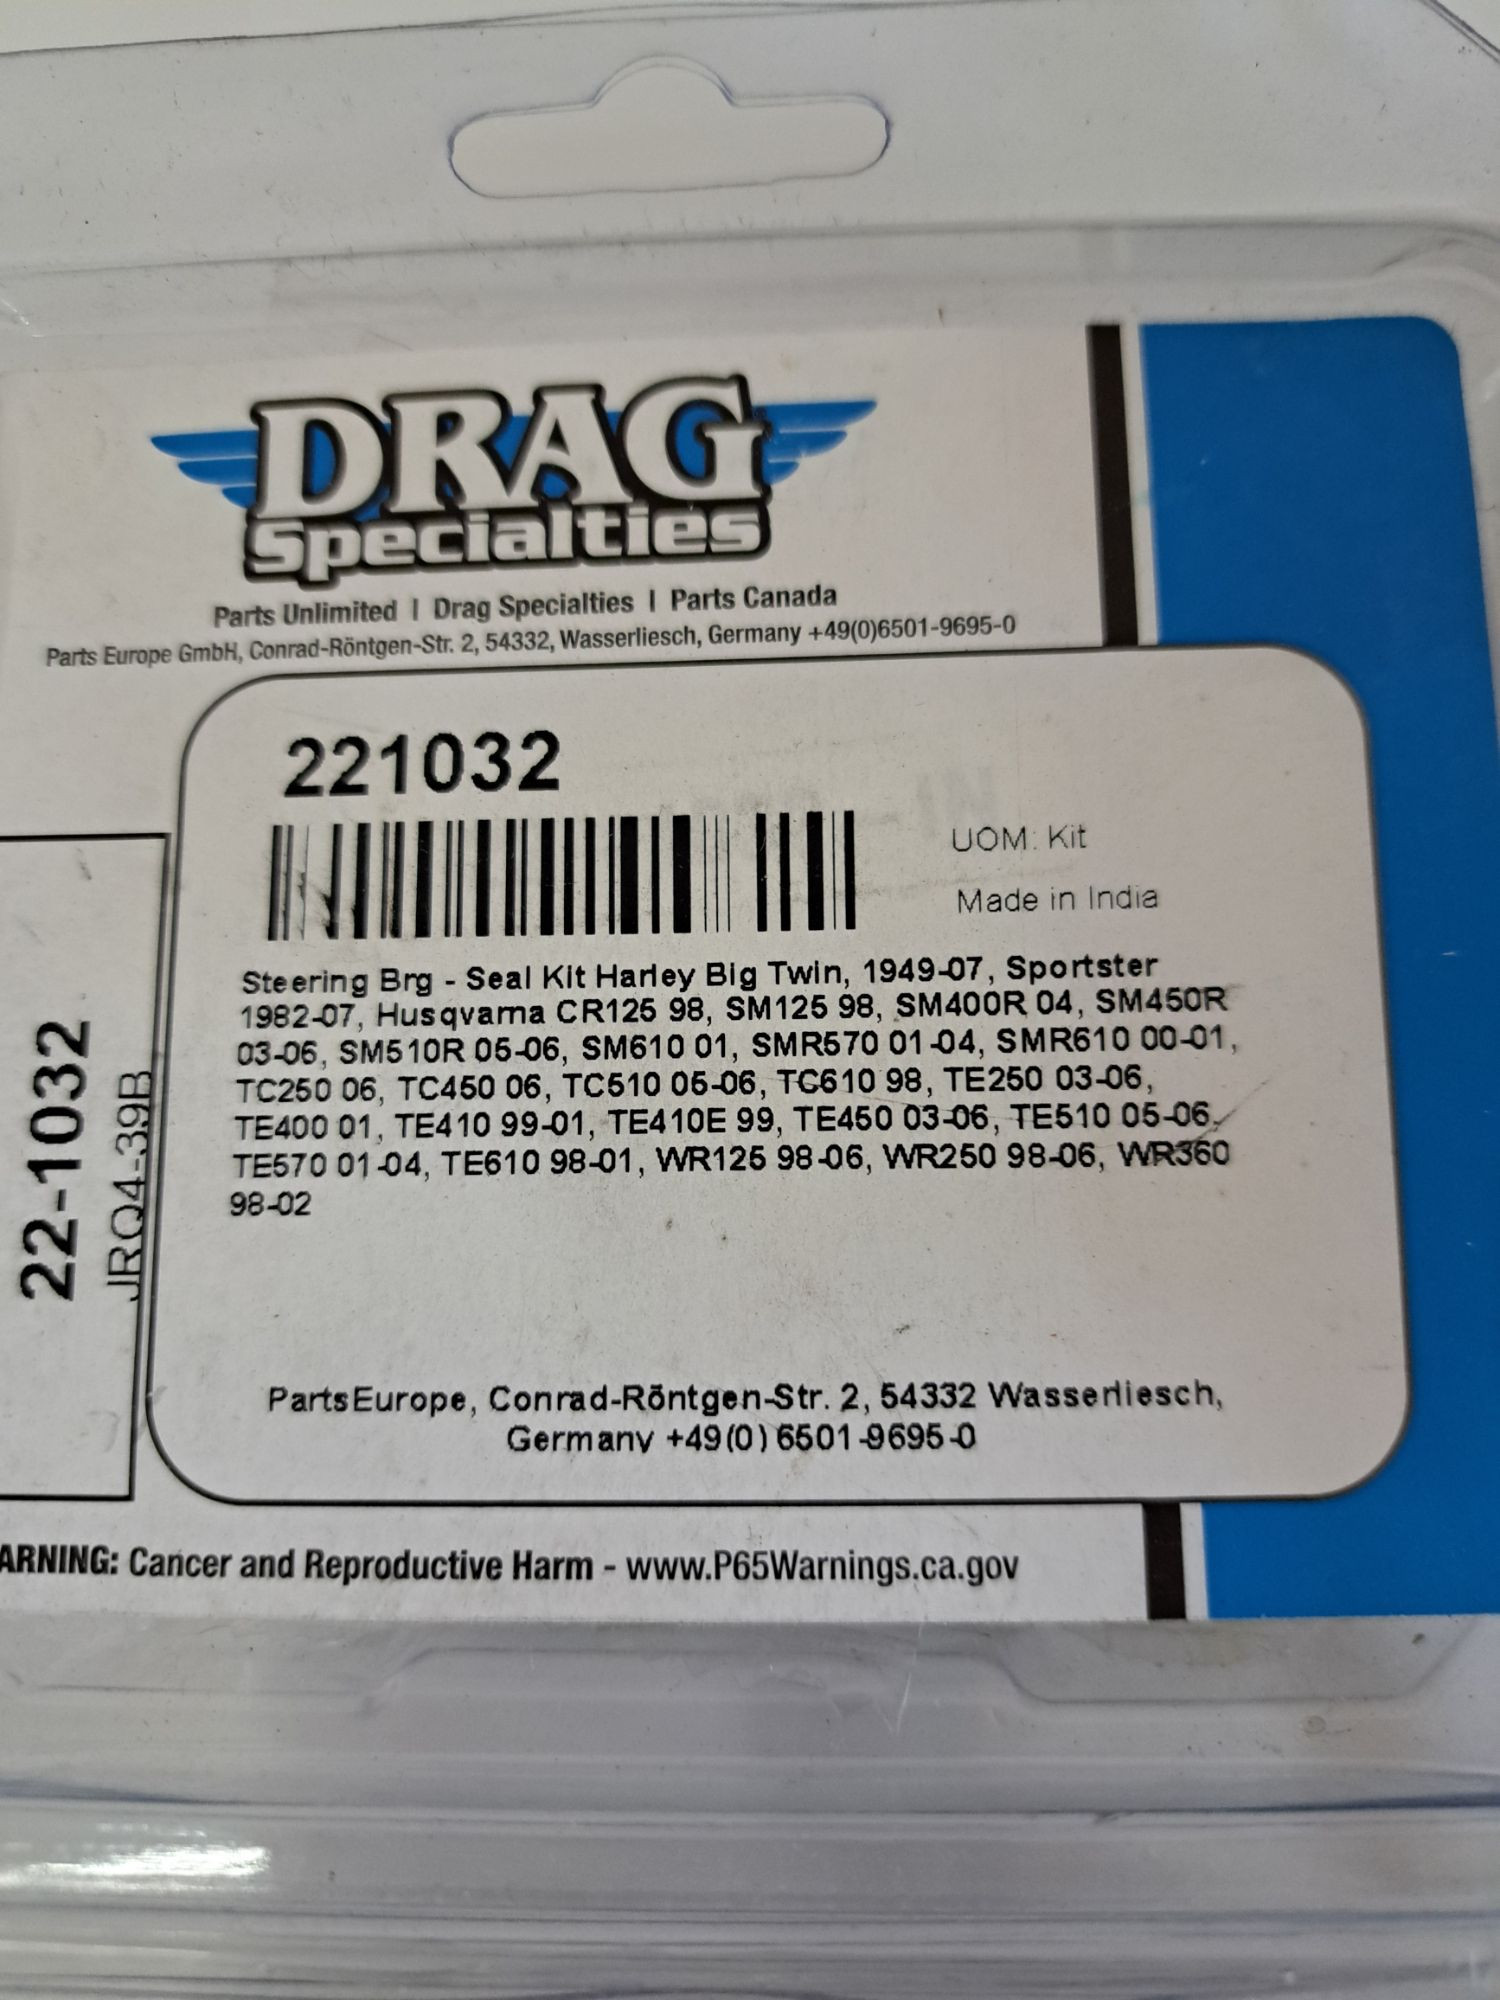 DRAG
Specialties
Parts Unlimited | Drag Specialties | Parts Canada
Parts Europe GmbH, Conrad-Röntgen-Str. 2, 54332, Wasserliesch, Germany +49(0)6501-9695-0
221032
UOM: Kit
Made in India
Steering Brg - Seal Kit Harley Big Twin, 1949-07, Sportster
1982-07, Husqvarna CR125 98, SM125 98, SM400R 04, SM450R
03-06, SM510R 05-06, SM610 01, SMR570 01-04, SMR610 00-01,
TC250 06, TC450 06, TC510 05-06, TC610 98, TE250 03-06,
TE400 01, TE410 99-01, TE410E 99, TE450 03-06, TE510 05-06,
TE570 01-04, TE610 98-01, WR125 98-06, WR250 98-06, WR360
98-02
PartsEurope, Conrad-Röntgen-Str. 2, 54332 Wasserliesch,
Germany +49(0) 6501-9695-0
22-1032
JRQ4-39B
ARNING: Cancer and Reproductive Harm - www.P65Warnings.ca.gov